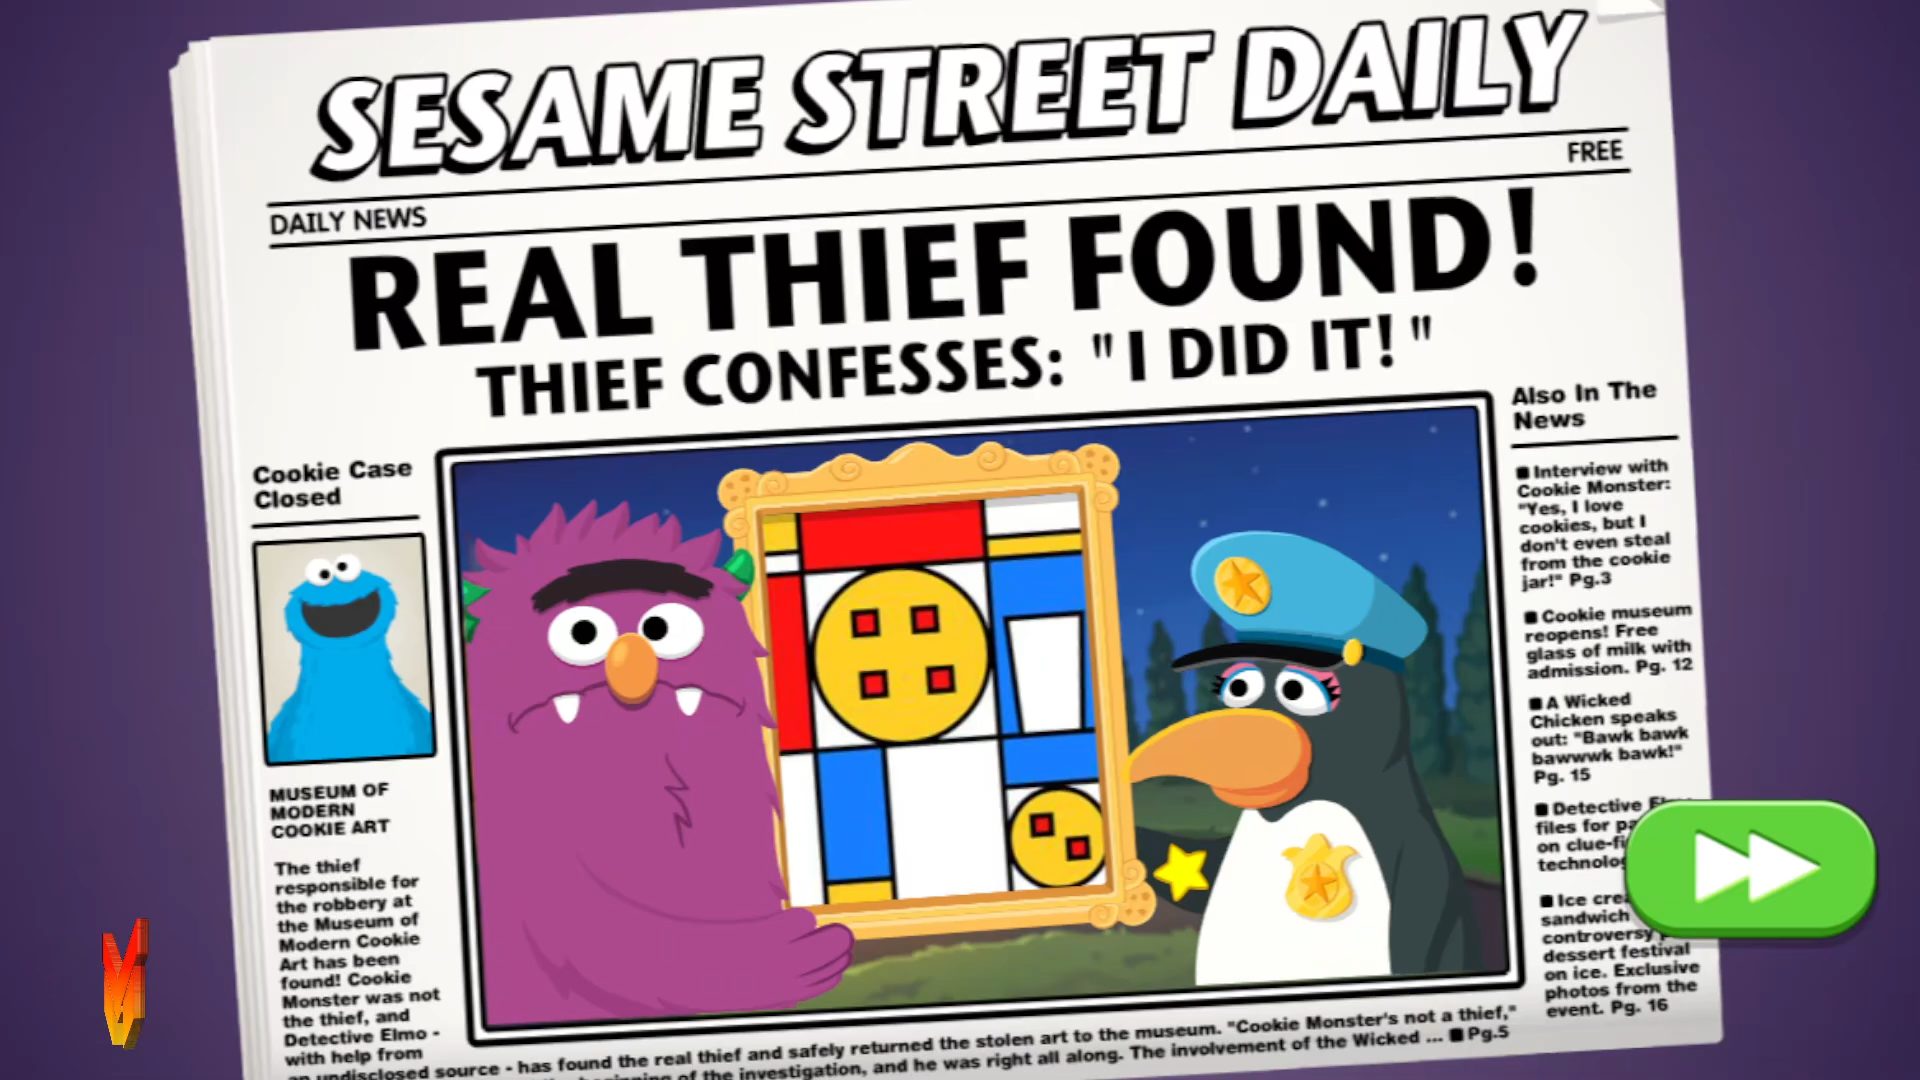 SESAME STREET DAILY
FREE
DAILY NEWS
REAL THIEF FOUND!
THIEF CONFESSES: "I DID IT! "
Cookie Case
Closed
MUSEUM OF
MODERN
COOKIE ART
The thief
responsible for
the robbery at
the Museum of
Modern Cookie
Art has been
found! Cookie
Monster was not
the thief, and
Detective Elmo -
with help from
an undisclosed source - has found the real thief and safely returned the stolen art to the museum. "Cookie Monster's not a thief,"
beginning of the investigation, and he was right all along. The involvement of the Wicked ... ■ Pg.5
Also In The
News
■ Interview with
Cookie Monster:
"Yes, I love
cookies, but I
don't even steal
from the cookie
jar!" Pg.3
■ Cookie museum
reopens! Free
glass of milk with
admission. Pg. 12
■ A Wicked
Chicken speaks
out: "Bawk bawk
bawwwk bawk!"
Pg. 15
■ Detective
files for
on
■ Ice
sandwich
controversy
dessert festival
on ice. Exclusive
photos from the
event. Pg. 16